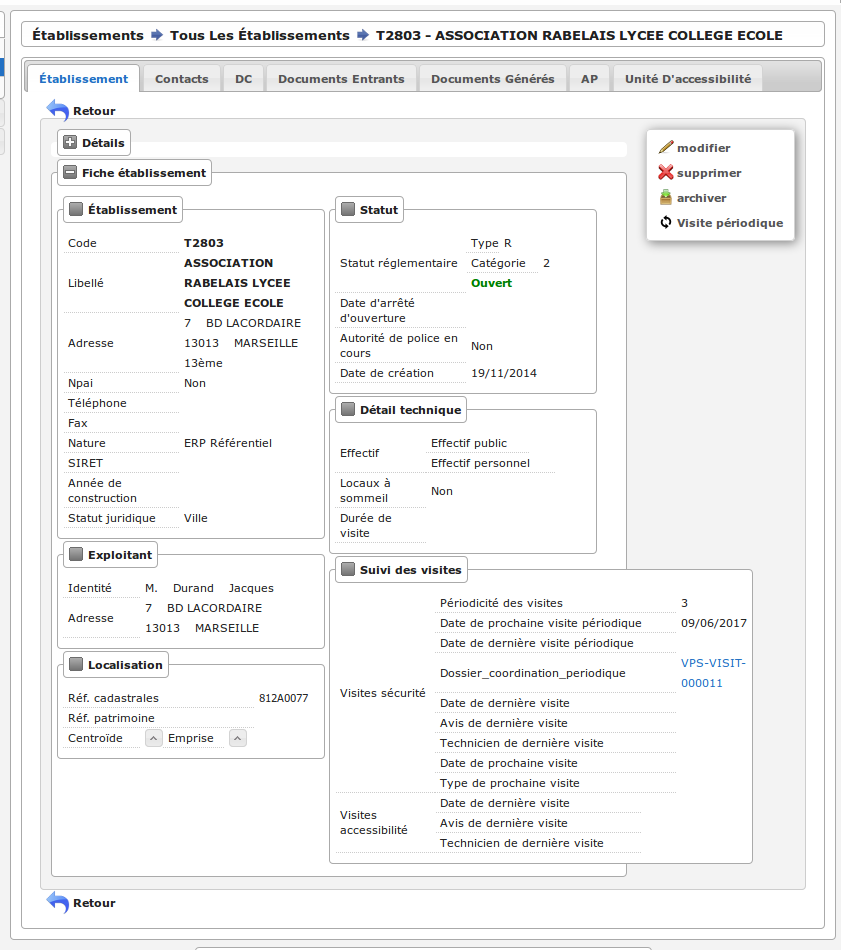 Établissements Tous Les Établissements T2803 - ASSOCIATION RABELAIS LYCEE COLLEGE ECOLE
Établissement Contacts DC Documents Entrants Documents Générés AP Unité D'accessibilité
Retour
modifier
supprimer
archiver
Visite périodique
Détails
Fiche établissement
Établissement
Code T2803
Libellé ASSOCIATION
RABELAIS LYCEE
COLLEGE ECOLE
Adresse 7 BD LACORDAIRE
13013 MARSEILLE
13ème
Npai Non
Téléphone
Fax
Nature ERP Référentiel
SIRET
Année de
construction
Statut juridique Ville
Exploitant
Identité M. Durand Jacques
Adresse 7 BD LACORDAIRE
13013 MARSEILLE
Localisation
Réf. cadastrales 812A0077
Réf. patrimoine
Centroïde Emprise
Statut
Statut réglementaire Type R
Catégorie 2
Ouvert
Date d'arrêté
d'ouverture
Autorité de police en
cours Non
Date de création 19/11/2014
Détail technique
Effectif Effectif public
Effectif personnel
Locaux à
sommeil Non
Durée de
visite
Suivi des visites
Visites sécurité
Périodicité des visites 3
Date de prochaine visite périodique 09/06/2017
Date de dernière visite périodique
Dossier_coordination_periodique VPS-VISIT-
000011
Date de dernière visite
Avis de dernière visite
Technicien de dernière visite
Date de prochaine visite
Type de prochaine visite
Visites
accessibilité
Date de dernière visite
Avis de dernière visite
Technicien de dernière visite
Retour